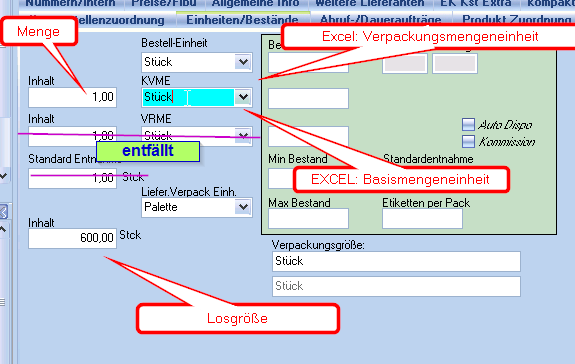 Nummern/Intern Preise/Fibu Allgemeine Info weitere Lieferanten EK Kst Extra kompakt
stellenzuordnung Einheiten/Bestände Abruf-/Daueraufträge Produkt Zuordnung
Menge
Bestell-Einheit
Excel: Verpackungsmengeneinheit
Stück
Inhalt KVME
1,00 Stück
Inhalt VRME
1,00 Stück
Auto Dispo
entfällt
Kommission
Standard Entnahme Min Bestand Standardentnahme
1,00 Stck
EXCEL: Basismengeneinheit
Liefer.Verpack Einh.
Palette
Max Bestand Etiketten per Pack
Inhalt
600,00 Stck
Verpackungsgröße:
Stück
Stück
Losgröße